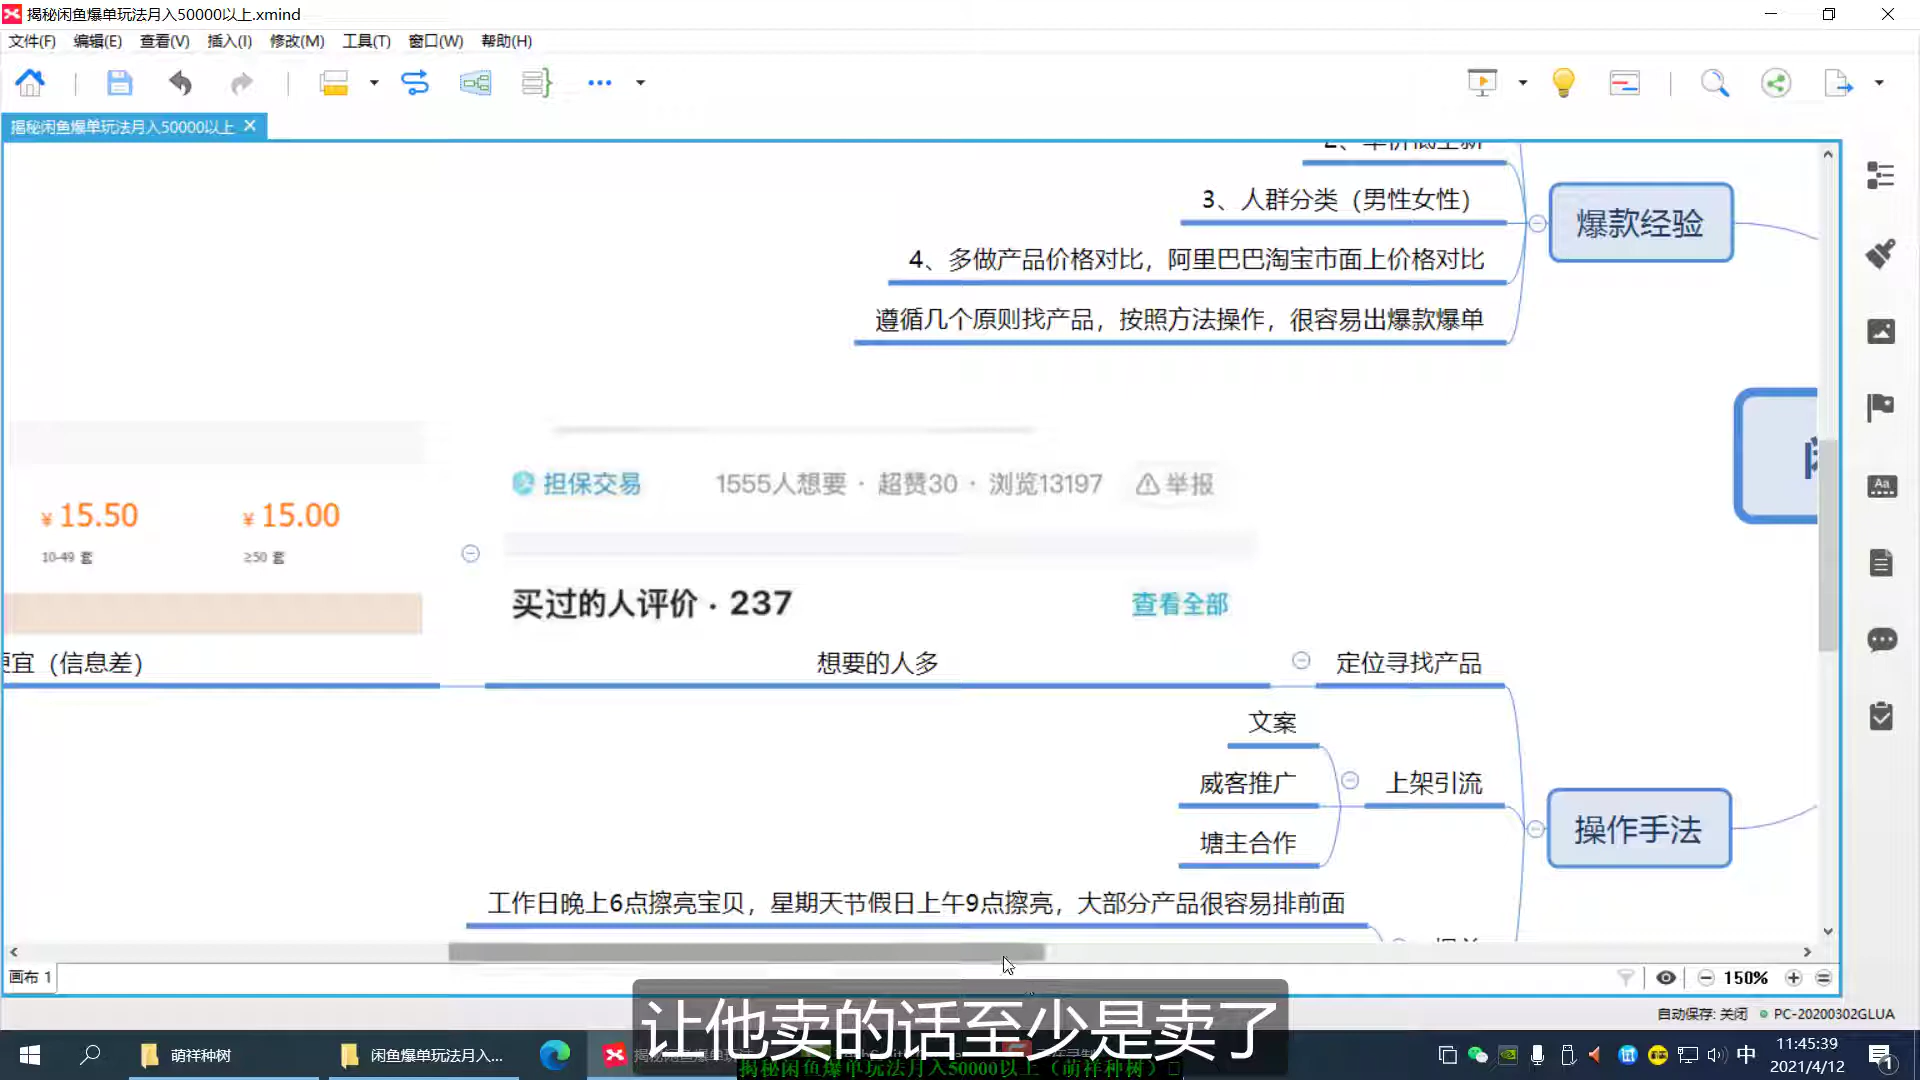 揭秘闲鱼爆单玩法月入50000以上.xmind
文件(F) 编辑(E) 查看(V) 插入(I) 修改(M) 工具(T) 窗口(W) 帮助(H)
揭秘闲鱼爆单玩法月入50000以上
3、人群分类（男性女性）
爆款经验
4、多做产品价格对比，阿里巴巴淘宝市面上价格对比
遵循几个原则找产品，按照方法操作，很容易出爆款爆单
担保交易 1555人想要 · 超赞30 · 浏览13197 举报
¥ 15.50 ¥ 15.00
10-49 套 ≥50 套
买过的人评价 · 237 查看全部
宜（信息差） 想要的人多 定位寻找产品
文案
威客推广 上架引流
操作手法
塘主合作
工作日晚上6点擦亮宝贝，星期天节假日上午9点擦亮，大部分产品很容易排前面
画布 1
150%
让他卖的话至少是卖了
自动保存: 关闭 PC-20200302GLUA
萌祥种树 闲鱼爆单玩法月入...
揭秘闲鱼爆单玩法月入50000以上（萌祥种树）
中 11:45:39
2021/4/12
1